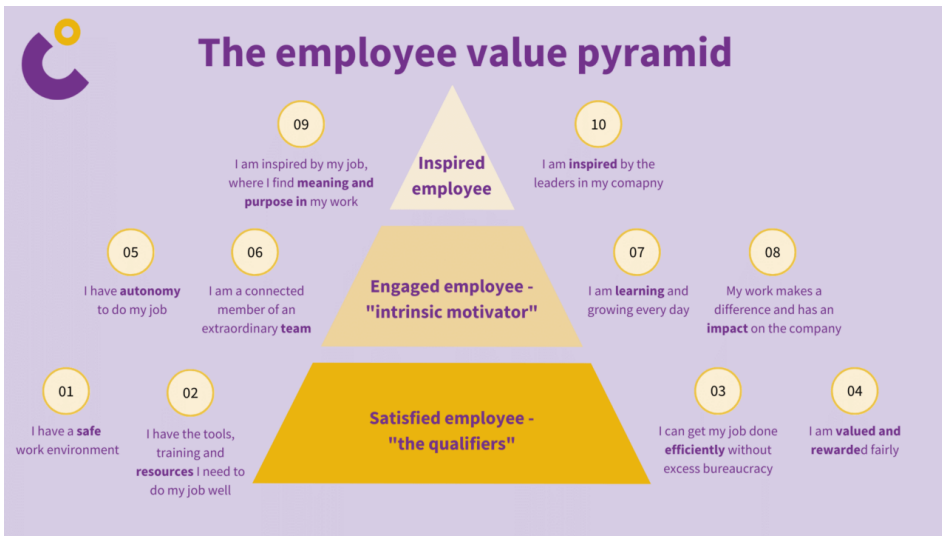 The employee value pyramid
09
I am inspired by my job,
where I find meaning and
purpose in my work
Inspired
employee
10
I am inspired by the
leaders in my comapny
05
I have autonomy
to do my job
06
I am a connected
member of an
extraordinary team
Engaged employee -
"intrinsic motivator"
07
I am learning and
growing every day
08
My work makes a
difference and has an
impact on the company
01
I have a safe
work environment
02
I have the tools,
training and
resources I need to
do my job well
Satisfied employee -
"the qualifiers"
03
I can get my job done
efficiently without
excess bureaucracy
04
I am valued and
rewarded fairly